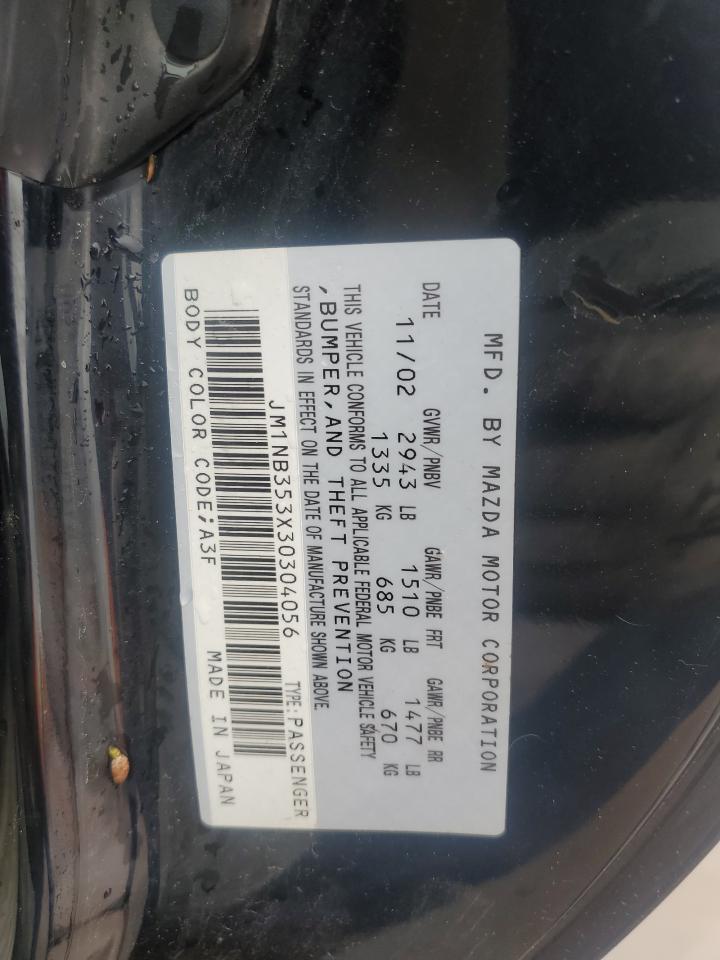 MFD. BY MAZDA MOTOR CORPORATION
DATE GVWR/PNBV GAWR/PNBE FRT GAWR/PNBE RR
11/02 2943 LB 1510 LB 1477 LB
1335 KG 685 KG 670 KG
THIS VEHICLE CONFORMS TO ALL APPLICABLE FEDERAL MOTOR VEHICLE SAFETY
,BUMPER,AND THEFT PREVENTION
STANDARDS IN EFFECT ON THE DATE OF MANUFACTURE SHOWN ABOVE.
JM1NB353X30304056 TYPE:PASSENGER
BODY COLOR CODE;A3F MADE IN JAPAN